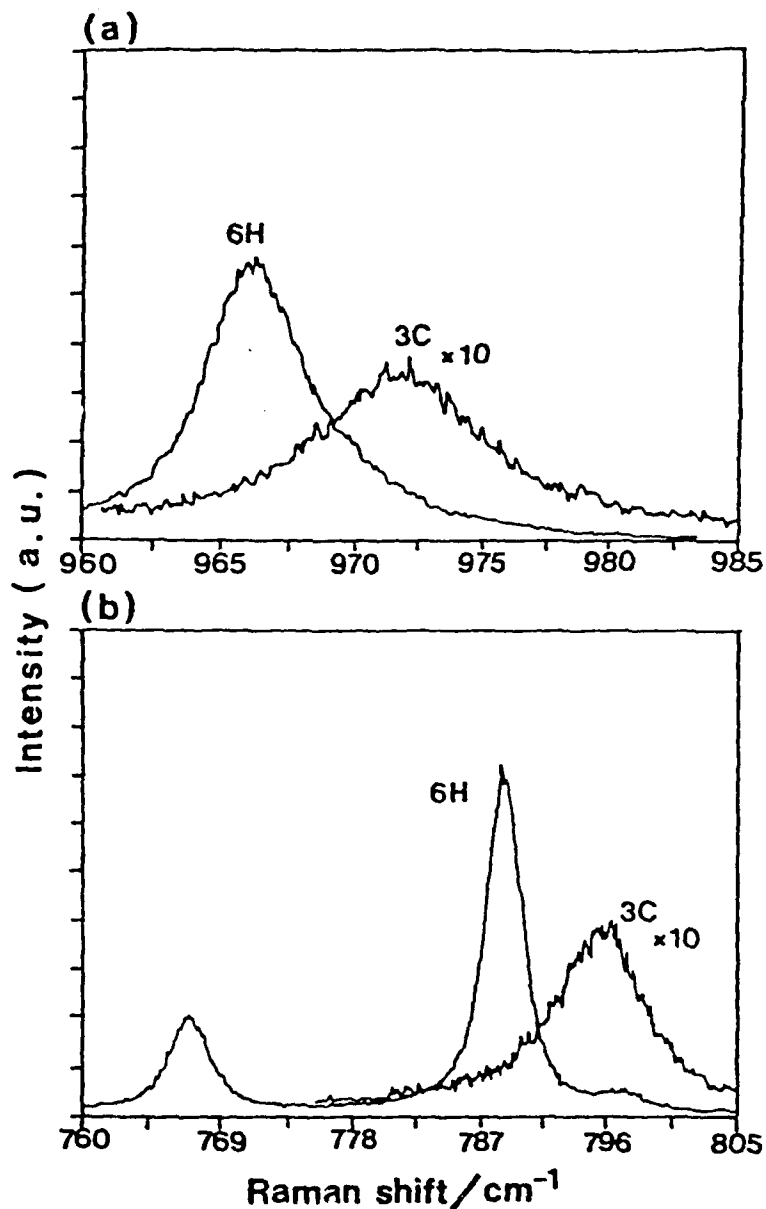 (a)
6H
3C
×10
960 965 970 975 980 985
(b)
6H
3C
×10
760 769 778 787 796 805
Raman shift/cm⁻¹
Intensity ( a.u. )